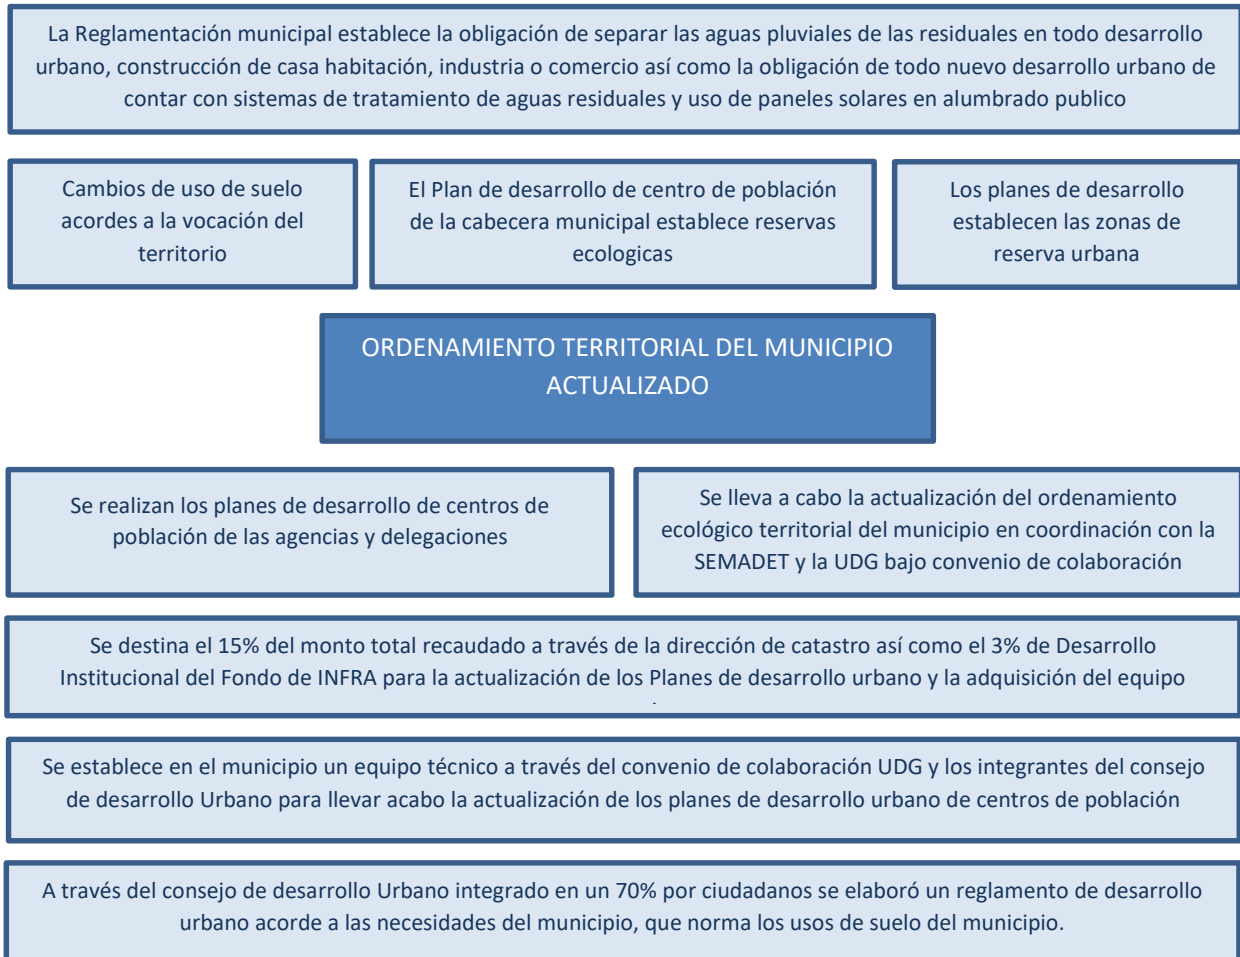 La Reglamentación municipal establece la obligación de separar las aguas pluviales de las residuales en todo desarrollo
urbano, construcción de casa habitación, industria o comercio así como la obligación de todo nuevo desarrollo urbano de
contar con sistemas de tratamiento de aguas residuales y uso de paneles solares en alumbrado publico
Cambios de uso de suelo
acordes a la vocación del
territorio
El Plan de desarrollo de centro de población
de la cabecera municipal establece reservas
ecologicas
Los planes de desarrollo
establecen las zonas de
reserva urbana
ORDENAMIENTO TERRITORIAL DEL MUNICIPIO
ACTUALIZADO
Se realizan los planes de desarrollo de centros de
población de las agencias y delegaciones
Se lleva a cabo la actualización del ordenamiento
ecológico territorial del municipio en coordinación con la
SEMADET y la UDG bajo convenio de colaboración
Se destina el 15% del monto total recaudado a través de la dirección de catastro así como el 3% de Desarrollo
Institucional del Fondo de INFRA para la actualización de los Planes de desarrollo urbano y la adquisición del equipo
Se establece en el municipio un equipo técnico a través del convenio de colaboración UDG y los integrantes del consejo
de desarrollo Urbano para llevar acabo la actualización de los planes de desarrollo urbano de centros de población
A través del consejo de desarrollo Urbano integrado en un 70% por ciudadanos se elaboró un reglamento de desarrollo
urbano acorde a las necesidades del municipio, que norma los usos de suelo del municipio.